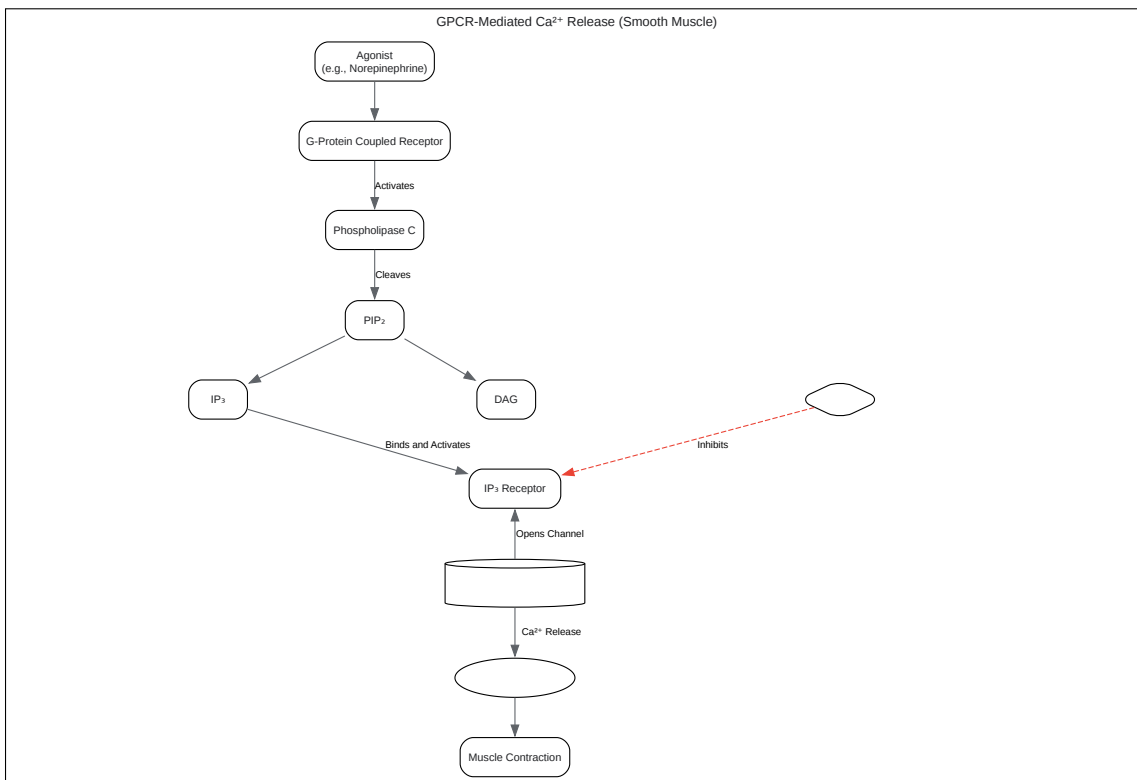 GPCR-Mediated Ca²⁺ Release (Smooth Muscle)
Agonist
(e.g., Norepinephrine)
G-Protein Coupled Receptor
Activates
Phospholipase C
Cleaves
PIP₂
IP₃
DAG
Binds and Activates
Inhibits
IP₃ Receptor
Opens Channel
Ca²⁺ Release
Muscle Contraction